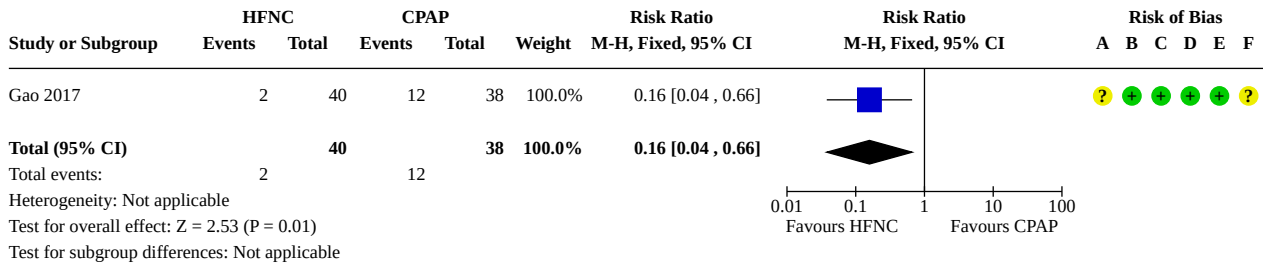 HFNC CPAP Risk Ratio Risk Ratio Risk of Bias
Study or Subgroup Events Total Events Total Weight M-H, Fixed, 95% CI M-H, Fixed, 95% CI A B C D E F
Gao 2017 2 40 12 38 100.0% 0.16 [0.04 , 0.66] ? + + + + ?
Total (95% CI) 40 38 100.0% 0.16 [0.04 , 0.66]
Total events: 2 12
Heterogeneity: Not applicable
0.01 0.1 1 10 100
Test for overall effect: Z = 2.53 (P = 0.01) Favours HFNC Favours CPAP
Test for subgroup differences: Not applicable